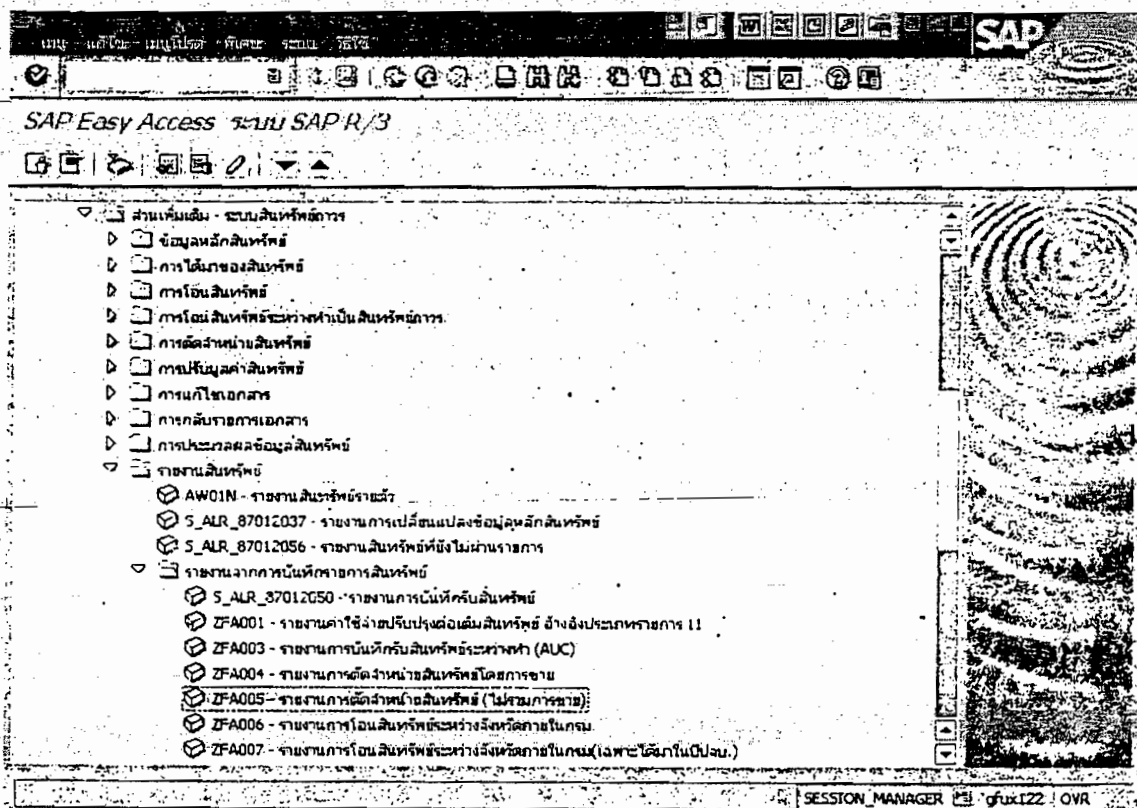 เมนู แก้ไข เมนูโปรด พิเศษ ระบบ วิธีใช้
SAP
SAP Easy Access ระบบ SAP R/3
ส่วนเพิ่มเติม - ระบบสินทรัพย์ถาวร
ข้อมูลหลักสินทรัพย์
การได้มาของสินทรัพย์
การโอนสินทรัพย์
การโอนสินทรัพย์ระหว่างทำเป็นสินทรัพย์ถาวร
การตัดจำหน่ายสินทรัพย์
การปรับมูลค่าสินทรัพย์
การแก้ไขเอกสาร
การกลับรายการเอกสาร
การประมวลผลข้อมูลสินทรัพย์
รายงานสินทรัพย์
AW01N - รายงานสินทรัพย์รายตัว
S_ALR_87012037 - รายงานการเปลี่ยนแปลงข้อมูลหลักสินทรัพย์
S_ALR_87012056 - รายงานสินทรัพย์ที่ยังไม่ผ่านรายการ
รายงานจากการบันทึกรายการสินทรัพย์
S_ALR_87012050 - รายงานการบันทึกรับสินทรัพย์
ZFA001 - รายงานค่าใช้จ่ายปรับปรุงต่อเติมสินทรัพย์ อ้างอิงประเภทรายการ 11
ZFA003 - รายงานการบันทึกรับสินทรัพย์ระหว่างทำ (AUC)
ZFA004 - รายงานการตัดจำหน่ายสินทรัพย์โดยการขาย
ZFA005 - รายงานการตัดจำหน่ายสินทรัพย์ (ไม่รวมการขาย)
ZFA006 - รายงานการโอนสินทรัพย์ระหว่างจังหวัดภายในกรม
ZFA007 - รายงานการโอนสินทรัพย์ระหว่างจังหวัดภายในกรม(เฉพาะได้มาในปีปลบ.)
SESSION_MANAGER OVR